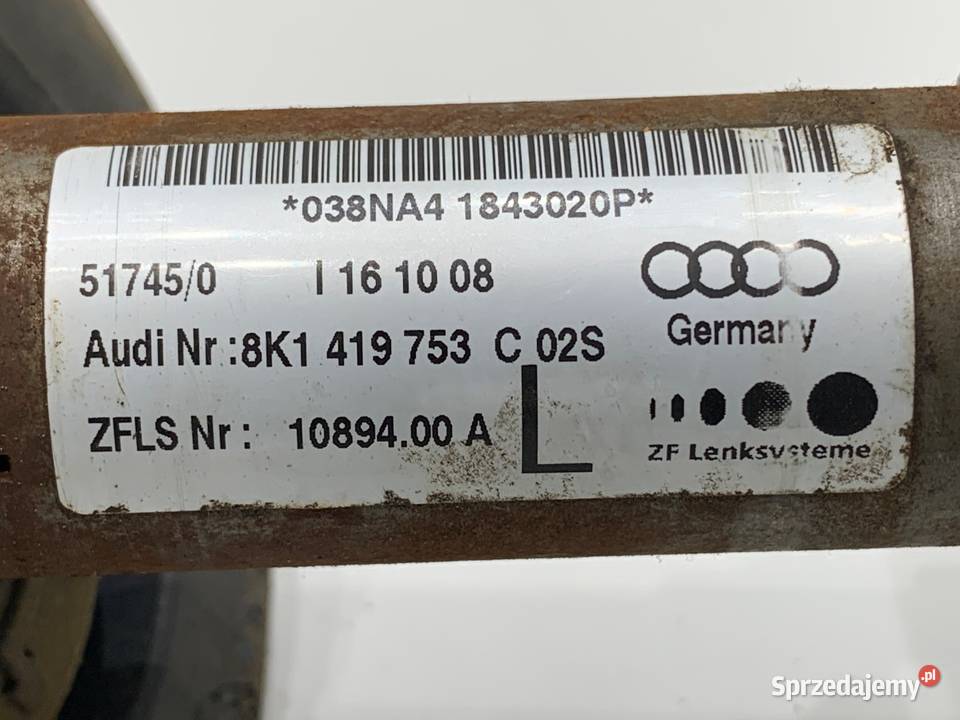 *038NA4 1843020P*
51745/0 I 16 10 08
Audi Nr.:8K1 419 753 C 02S
Germany
ZFLS Nr: 10894.00 A L
ZF Lenksysteme
Sprzedajemy.pl